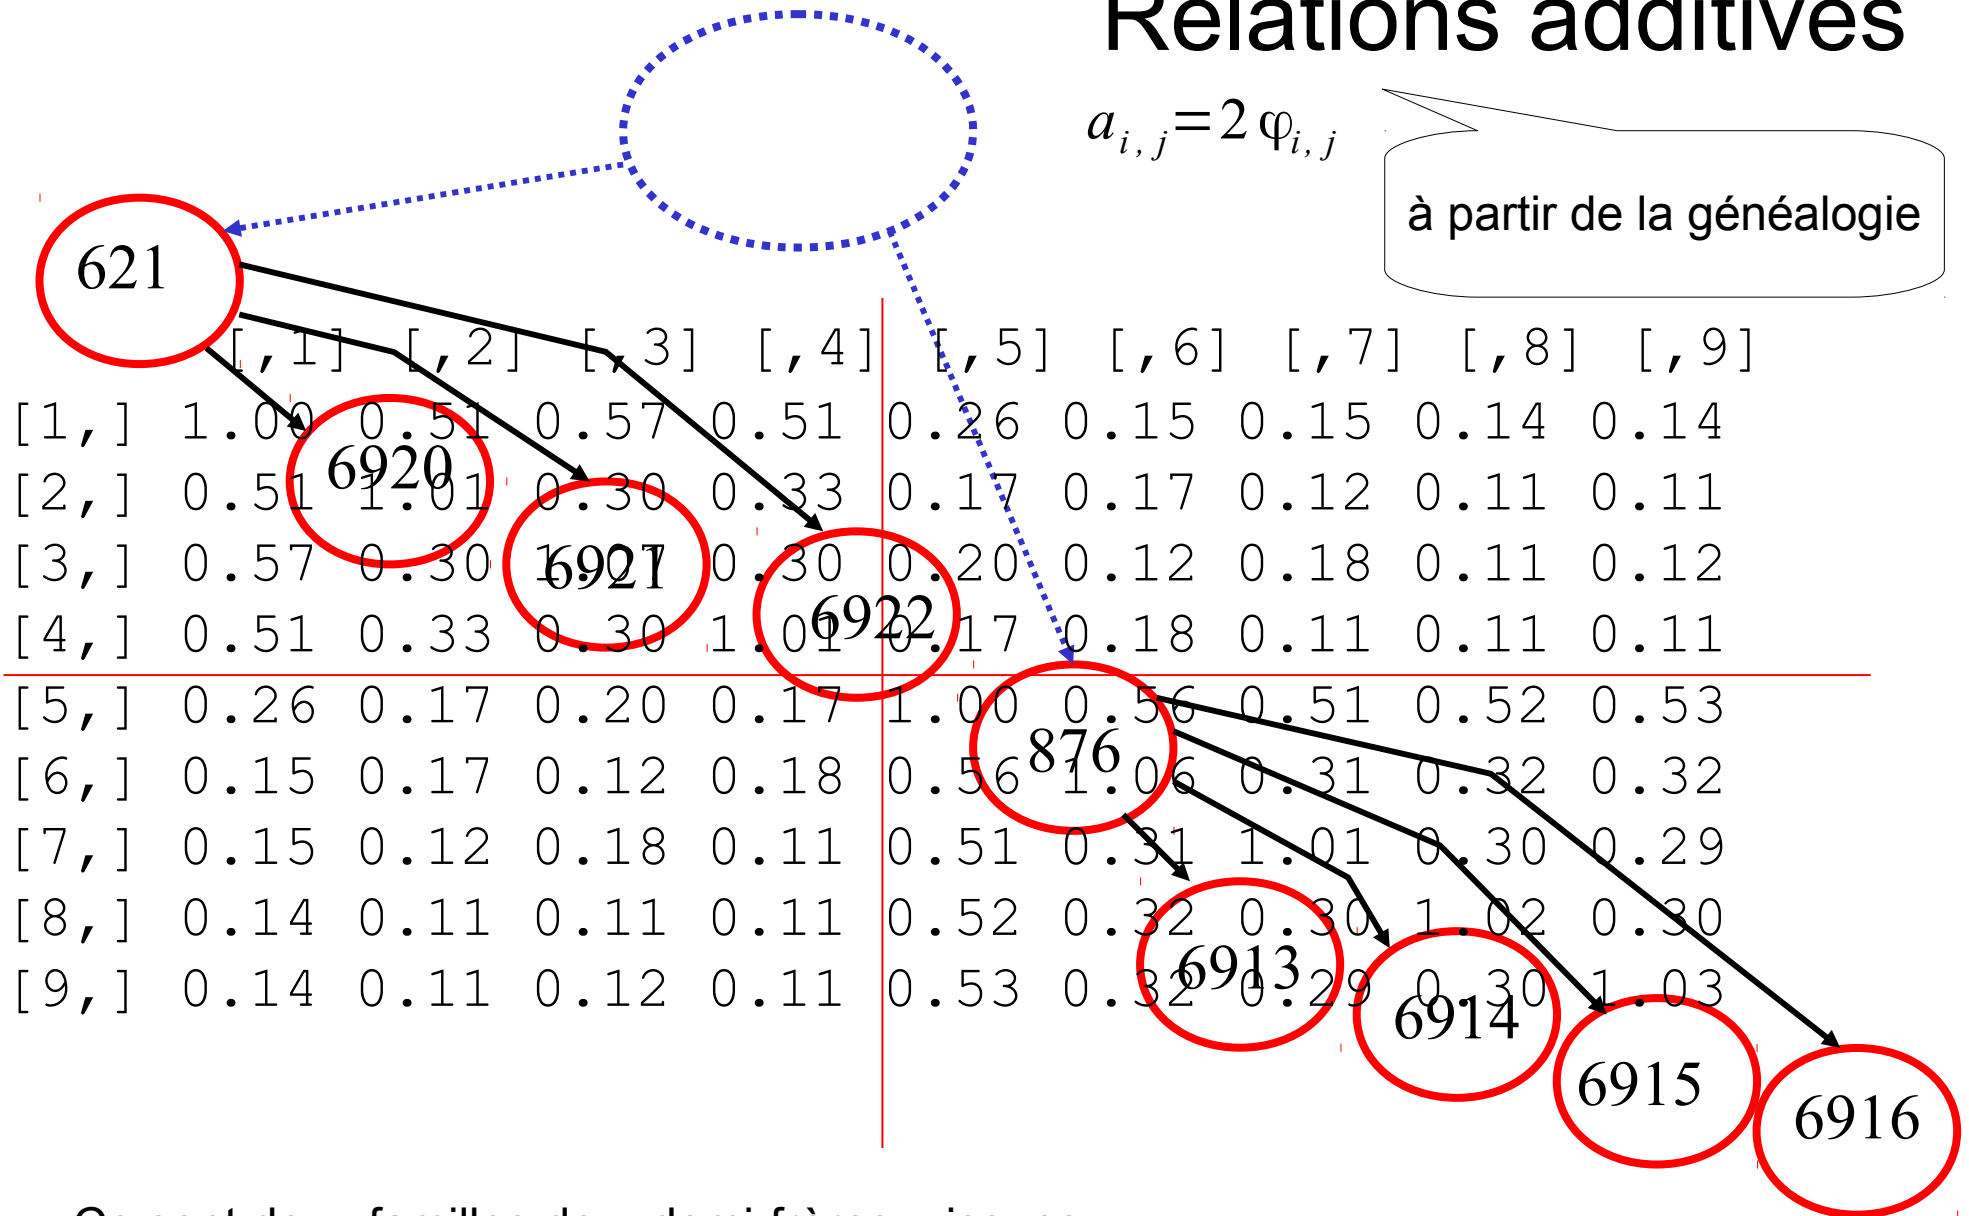 Relations additives
a i, j = 2 φ i, j
à partir de la généalogie
621
[,1] [,2] [,3] [,4] [,5] [,6] [,7] [,8] [,9]
[1,] 1.00 0.51 0.57 0.51 0.26 0.15 0.15 0.14 0.14
6920
[2,] 0.51 1.01 0.30 0.33 0.17 0.17 0.12 0.11 0.11
[3,] 0.57 0.30 1.07 0.30 0.20 0.12 0.18 0.11 0.12
6921
6922
[4,] 0.51 0.33 0.30 1.01 0.17 0.18 0.11 0.11 0.11
[5,] 0.26 0.17 0.20 0.17 1.00 0.56 0.51 0.52 0.53
876
[6,] 0.15 0.17 0.12 0.18 0.56 1.06 0.31 0.32 0.32
[7,] 0.15 0.12 0.18 0.11 0.51 0.31 1.01 0.30 0.29
[8,] 0.14 0.11 0.11 0.11 0.52 0.32 0.30 1.02 0.30
6913
[9,] 0.14 0.11 0.12 0.11 0.53 0.32 0.29 0.30 1.03
6914
6915
6916